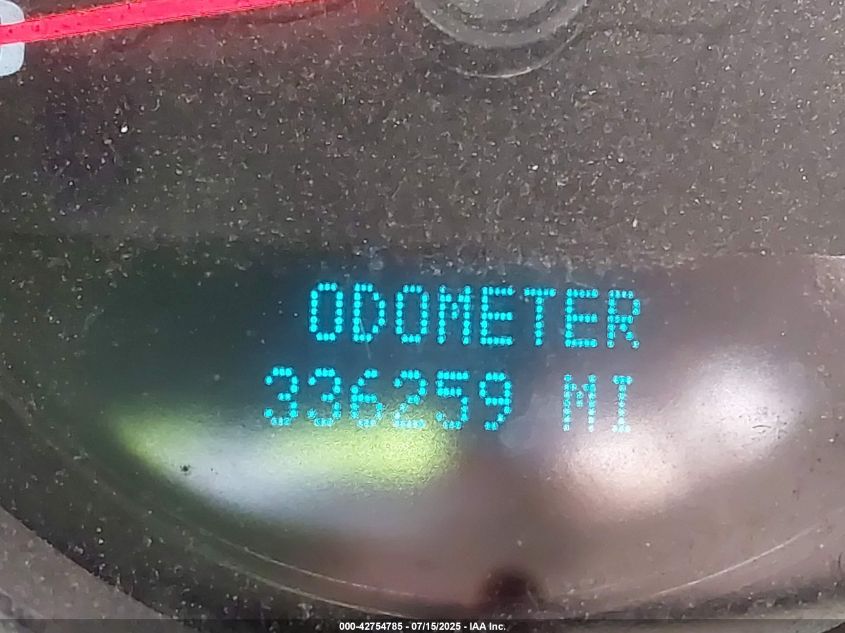 ODOMETER
336259 MI
000-42754785 - 07/15/2025 - IAA Inc.